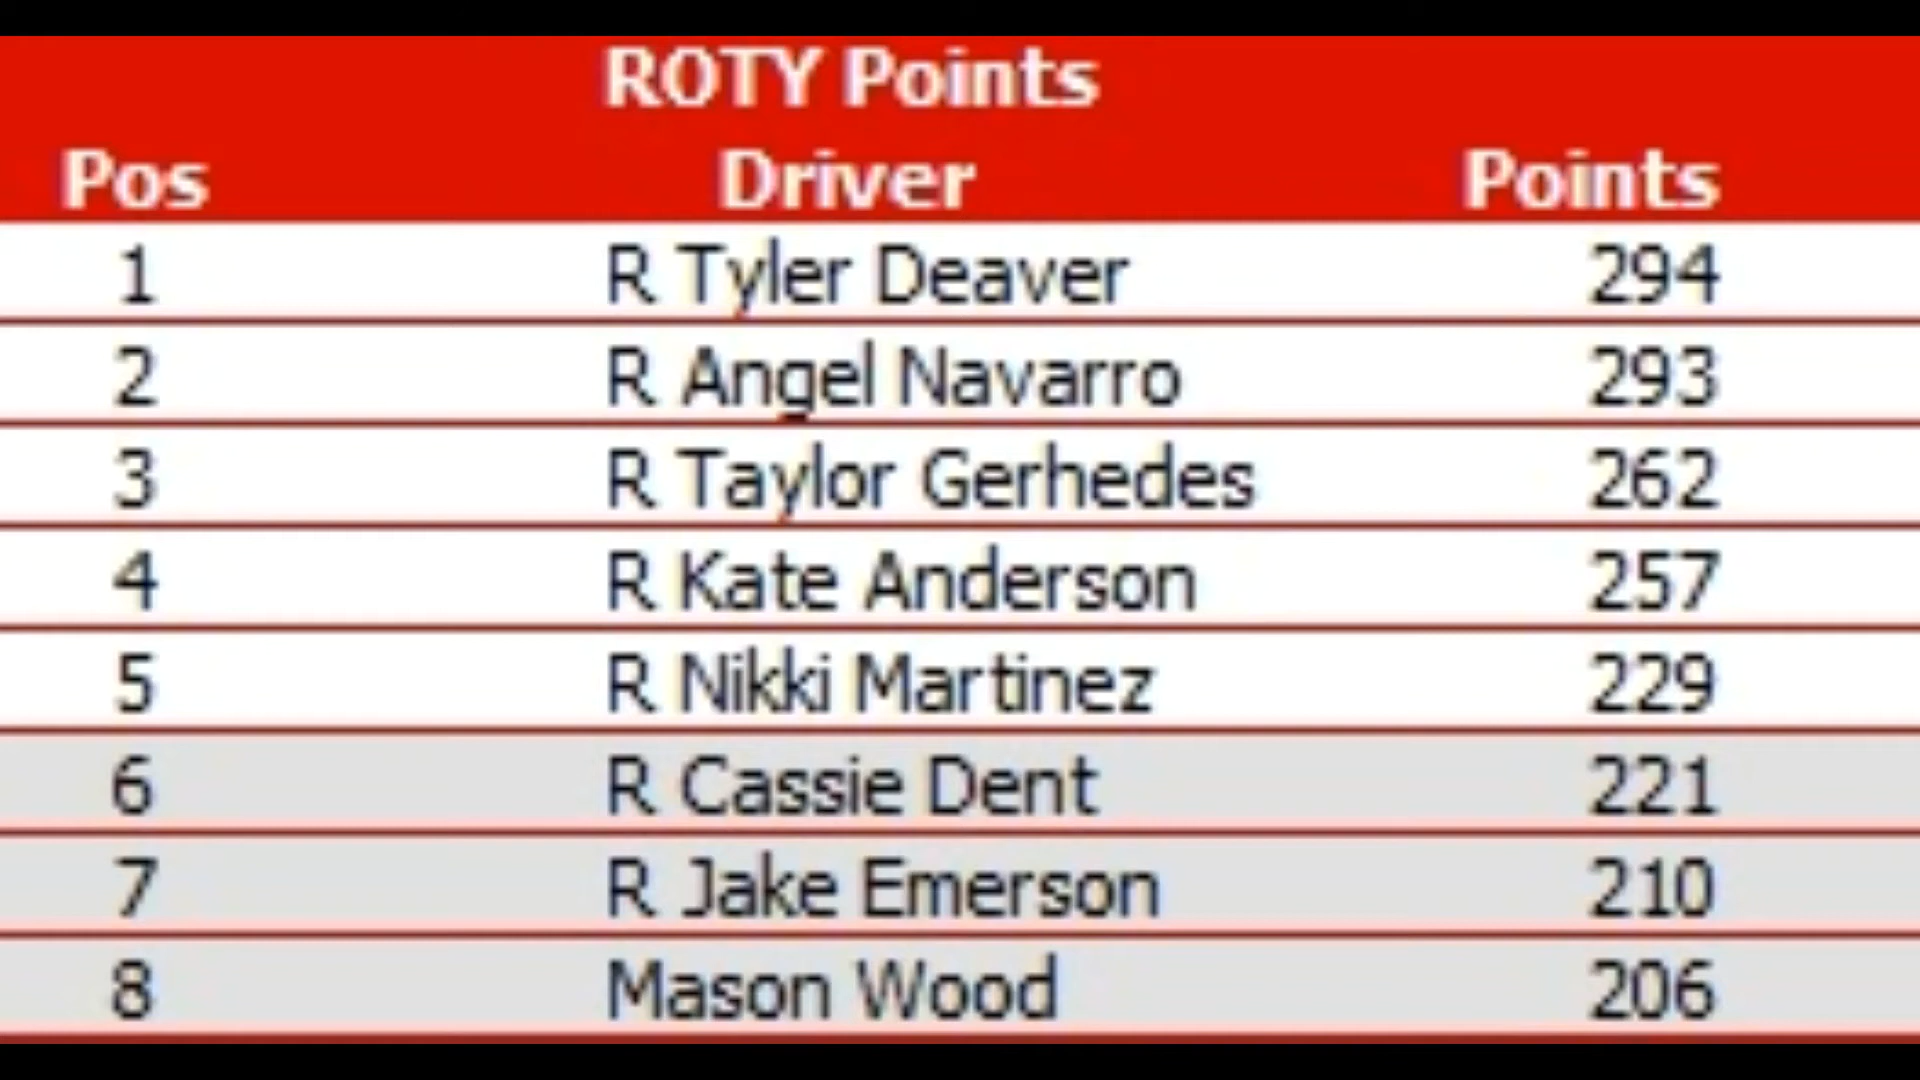 ROTY Points
Pos Driver Points
1 R Tyler Deaver 294
2 R Angel Navarro 293
3 R Taylor Gerhedes 262
4 R Kate Anderson 257
5 R Nikki Martinez 229
6 R Cassie Dent 221
7 R Jake Emerson 210
8 Mason Wood 206